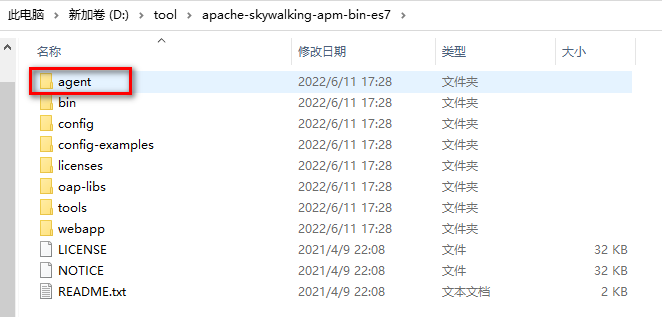 此电脑 > 新加卷 (D:) > tool > apache-skywalking-apm-bin-es7 >
名称 修改日期 类型 大小
agent 2022/6/11 17:28 文件夹
bin 2022/6/11 17:28 文件夹
config 2022/6/11 17:28 文件夹
config-examples 2022/6/11 17:28 文件夹
licenses 2022/6/11 17:28 文件夹
oap-libs 2022/6/11 17:28 文件夹
tools 2022/6/11 17:28 文件夹
webapp 2022/6/11 17:28 文件夹
LICENSE 2021/4/9 22:08 文件 32 KB
NOTICE 2021/4/9 22:08 文件 32 KB
README.txt 2021/4/9 22:08 文本文档 2 KB